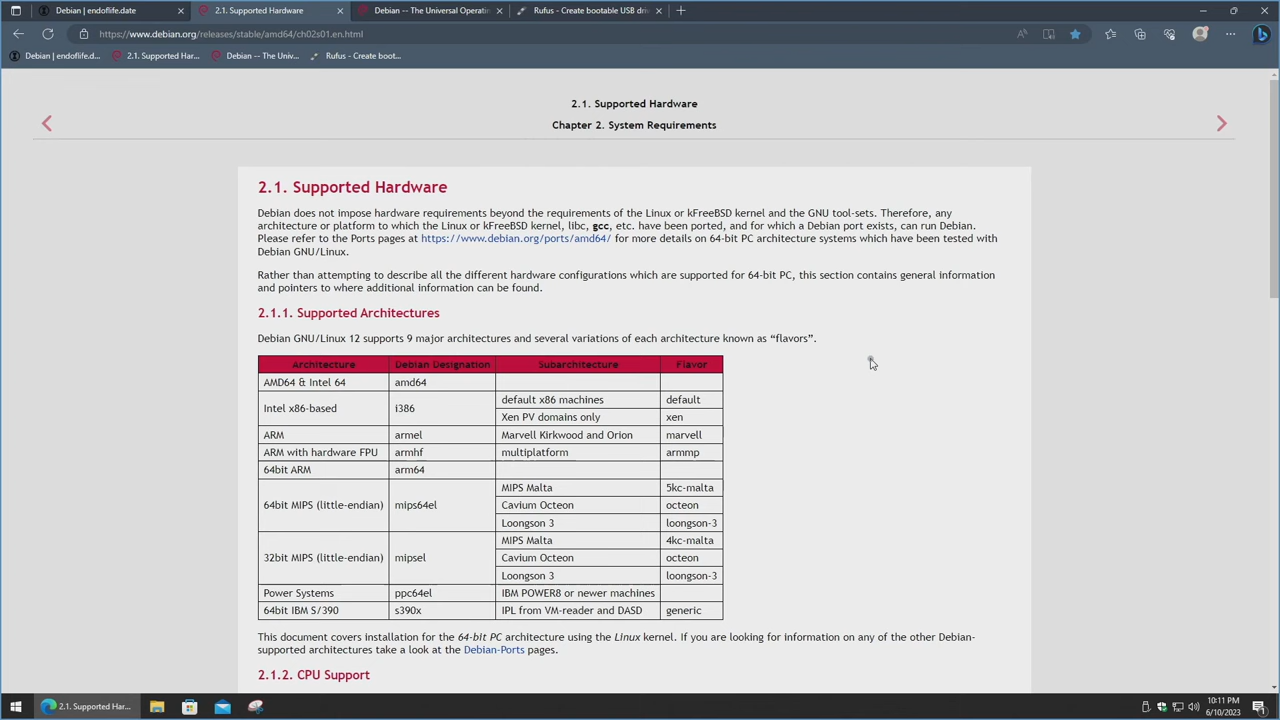 Debian | endoflife.date
2.1. Supported Hardware
Debian -- The Universal Operatin
Rufus - Create bootable USB driv
https://www.debian.org/releases/stable/amd64/ch02s01.en.html
Debian | endoflife.d...
2.1. Supported Har...
Debian -- The Univ...
Rufus - Create boot...
2.1. Supported Hardware
Chapter 2. System Requirements
2.1. Supported Hardware
Debian does not impose hardware requirements beyond the requirements of the Linux or kFreeBSD kernel and the GNU tool-sets. Therefore, any
architecture or platform to which the Linux or kFreeBSD kernel, libc, gcc, etc. have been ported, and for which a Debian port exists, can run Debian.
Please refer to the Ports pages at https://www.debian.org/ports/amd64/ for more details on 64-bit PC architecture systems which have been tested with
Debian GNU/Linux.
Rather than attempting to describe all the different hardware configurations which are supported for 64-bit PC, this section contains general information
and pointers to where additional information can be found.
2.1.1. Supported Architectures
Debian GNU/Linux 12 supports 9 major architectures and several variations of each architecture known as “flavors”.
Architecture Debian Designation Subarchitecture Flavor
AMD64 & Intel 64 amd64
Intel x86-based i386 default x86 machines default
Xen PV domains only xen
ARM armel Marvell Kirkwood and Orion marvell
ARM with hardware FPU armhf multiplatform armmp
64bit ARM arm64
64bit MIPS (little-endian) mips64el MIPS Malta 5kc-malta
Cavium Octeon octeon
Loongson 3 loongson-3
32bit MIPS (little-endian) mipsel MIPS Malta 4kc-malta
Cavium Octeon octeon
Loongson 3 loongson-3
Power Systems ppc64el IBM POWER8 or newer machines
64bit IBM S/390 s390x IPL from VM-reader and DASD generic
This document covers installation for the 64-bit PC architecture using the Linux kernel. If you are looking for information on any of the other Debian-
supported architectures take a look at the Debian-Ports pages.
2.1.2. CPU Support
2.1. Supported Har...
10:11 PM
6/10/2023